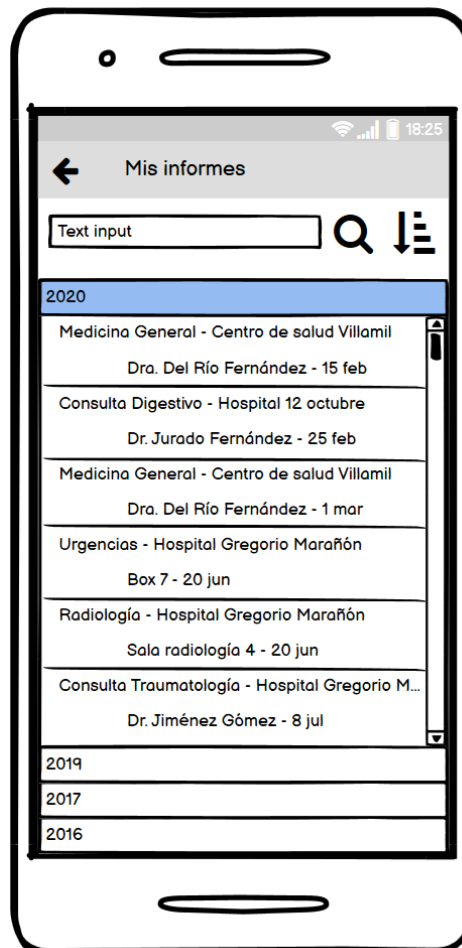 18:25
Mis informes
Text input
2020
Medicina General - Centro de salud Villamil
Dra. Del Río Fernández - 15 feb
Consulta Digestivo - Hospital 12 octubre
Dr. Jurado Fernández - 25 feb
Medicina General - Centro de salud Villamil
Dra. Del Río Fernández - 1 mar
Urgencias - Hospital Gregorio Marañón
Box 7 - 20 jun
Radiología - Hospital Gregorio Marañón
Sala radiología 4 - 20 jun
Consulta Traumatología - Hospital Gregorio M...
Dr. Jiménez Gómez - 8 jul
2019
2017
2016